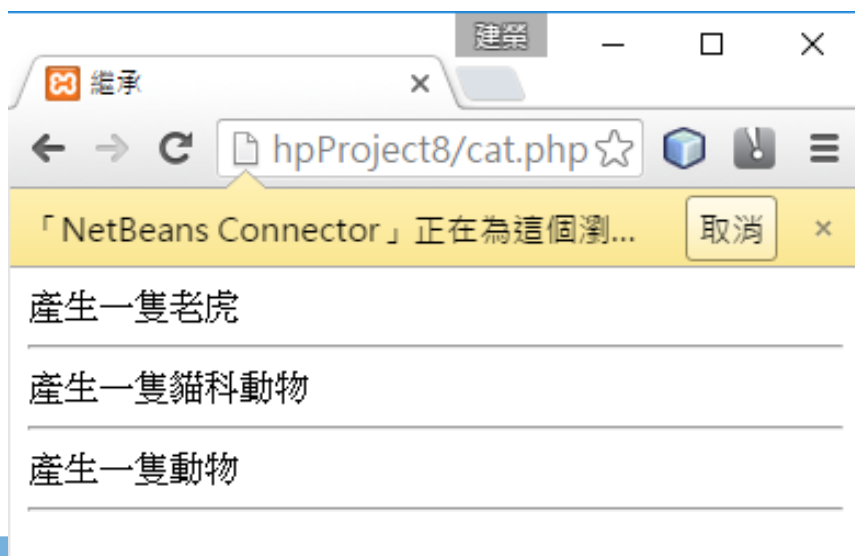 建榮
繼承
hpProject8/cat.php
「NetBeans Connector」正在為這個瀏...
取消
產生一隻老虎
產生一隻貓科動物
產生一隻動物